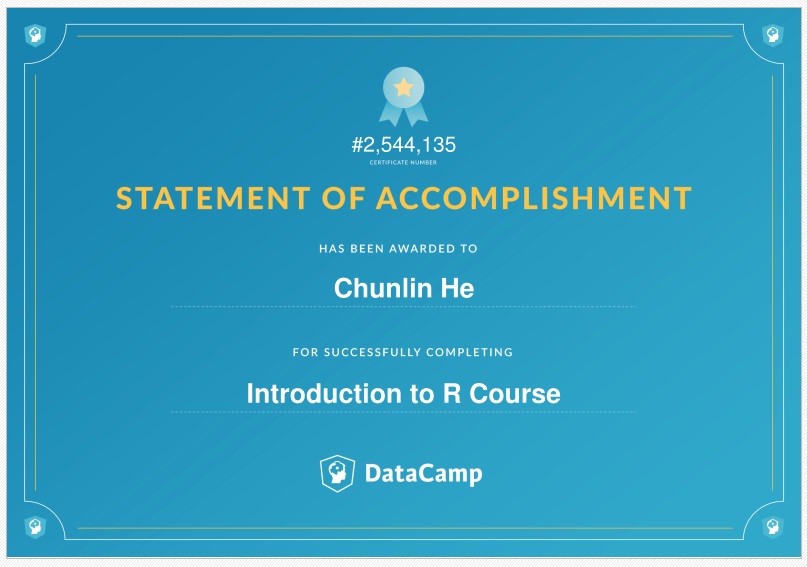 #2,544,135
CERTIFICATE NUMBER
STATEMENT OF ACCOMPLISHMENT
HAS BEEN AWARDED TO
Chunlin He
FOR SUCCESSFULLY COMPLETING
Introduction to R Course
DataCamp